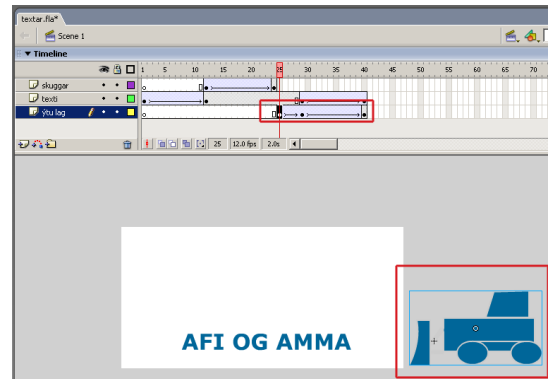 textar.fla*
Scene 1
▼ Timeline
1 5 10 15 20 25 30 35 40 45 50 55 60 65 70
skuggar
texti
ýtu lag
25 12.0 fps 2.0s
AFI OG AMMA